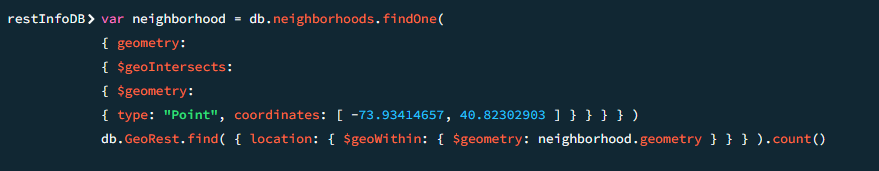 restInfoDB> var neighborhood = db.neighborhoods.findOne(
{ geometry:
{ $geoIntersects:
{ $geometry:
{ type: "Point", coordinates: [ -73.93414657, 40.82302903 ] } } } } )
db.GeoRest.find( { location: { $geoWithin: { $geometry: neighborhood.geometry } } } ).count()